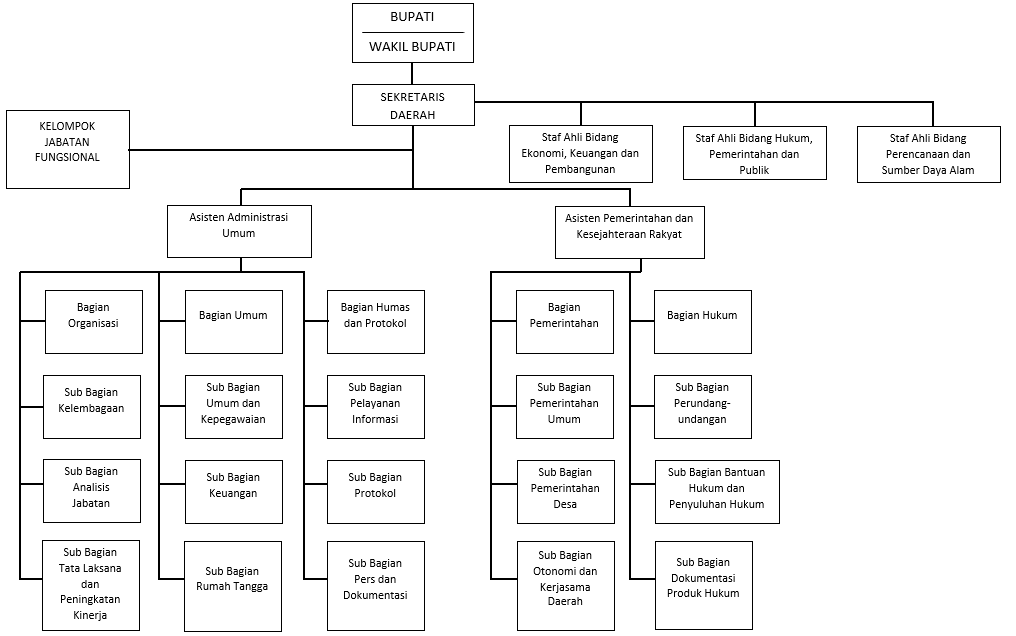 BUPATI
WAKIL BUPATI
SEKRETARIS
DAERAH
KELOMPOK
JABATAN
FUNGSIONAL
Staf Ahli Bidang
Ekonomi, Keuangan dan
Pembangunan
Staf Ahli Bidang Hukum,
Pemerintahan dan
Publik
Staf Ahli Bidang
Perencanaan dan
Sumber Daya Alam
Asisten Administrasi
Umum
Asisten Pemerintahan dan
Kesejahteraan Rakyat
Bagian
Organisasi
Bagian Umum
Bagian Humas
dan Protokol
Bagian
Pemerintahan
Bagian Hukum
Sub Bagian
Kelembagaan
Sub Bagian
Umum dan
Kepegawaian
Sub Bagian
Pelayanan
Informasi
Sub Bagian
Pemerintahan
Umum
Sub Bagian
Perundang-
undangan
Sub Bagian
Analisis
Jabatan
Sub Bagian
Keuangan
Sub Bagian
Protokol
Sub Bagian
Pemerintahan
Desa
Sub Bagian Bantuan
Hukum dan
Penyuluhan Hukum
Sub Bagian
Tata Laksana
dan
Peningkatan
Kinerja
Sub Bagian
Rumah Tangga
Sub Bagian
Pers dan
Dokumentasi
Sub Bagian
Otonomi dan
Kerjasama
Daerah
Sub Bagian
Dokumentasi
Produk Hukum